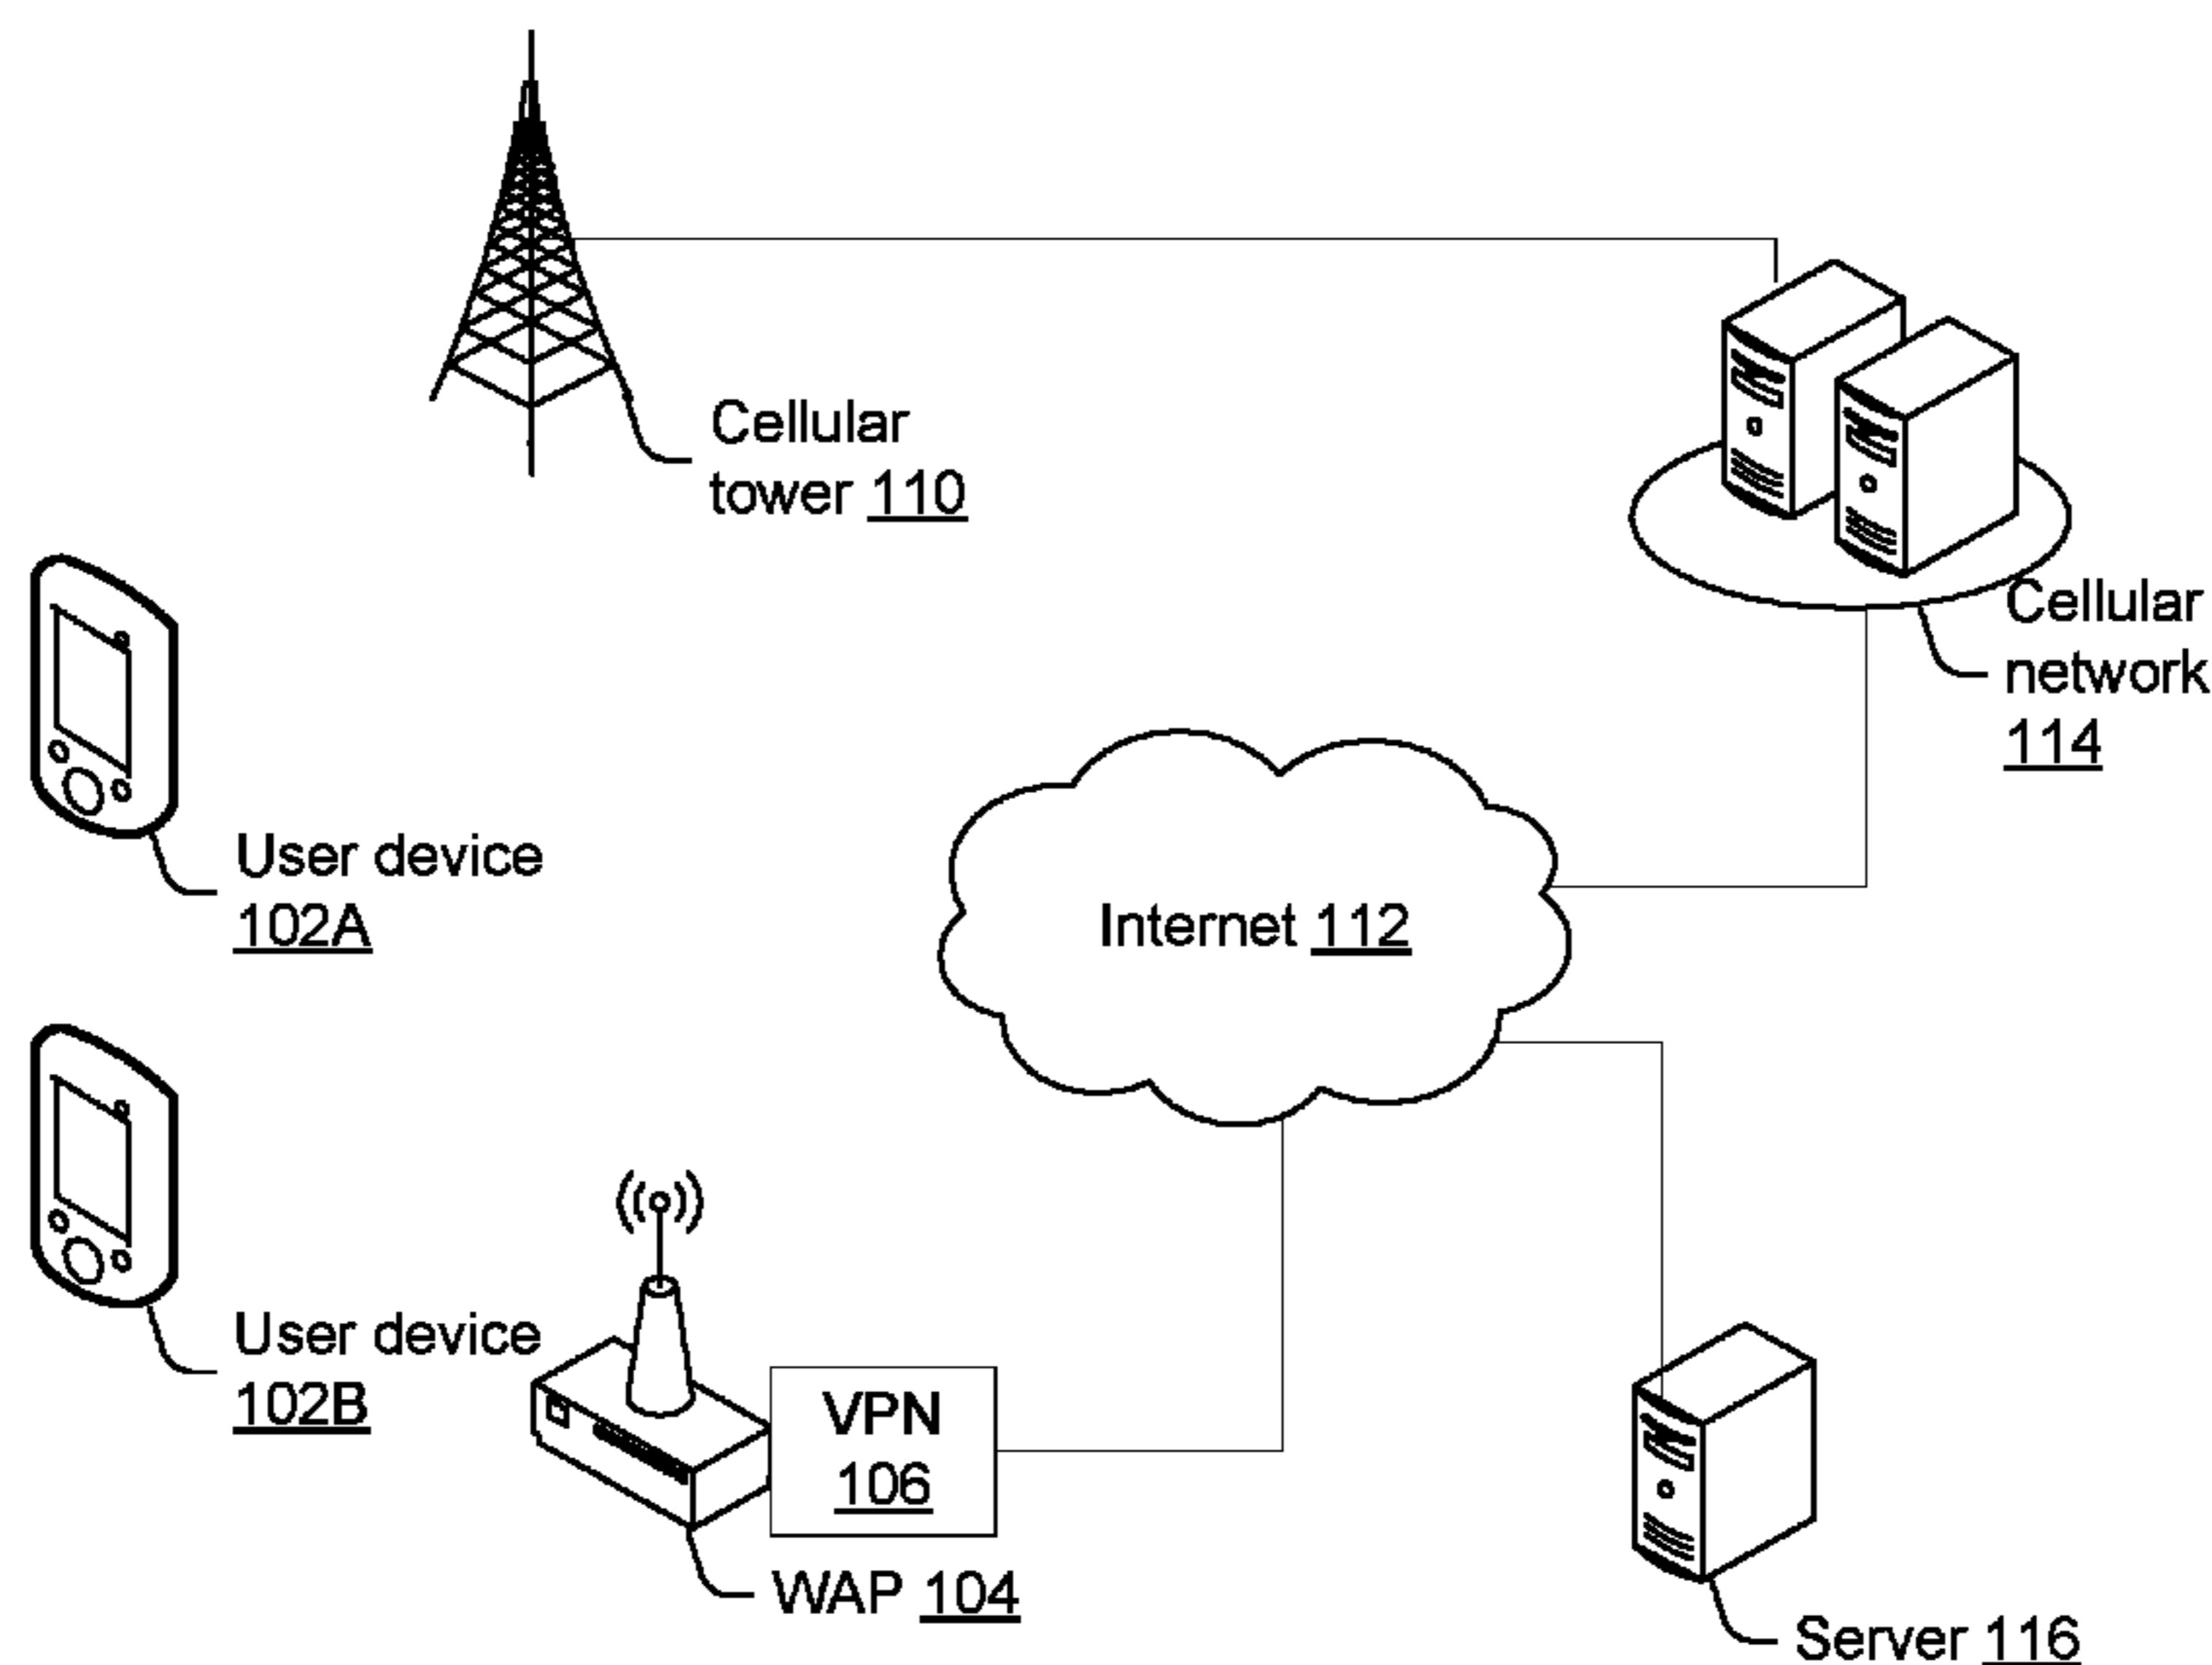 Cellular
tower 110
Cellular
network
114
User device
102A
Internet 112
User device
102B
VPN
106
WAP 104
Server 116